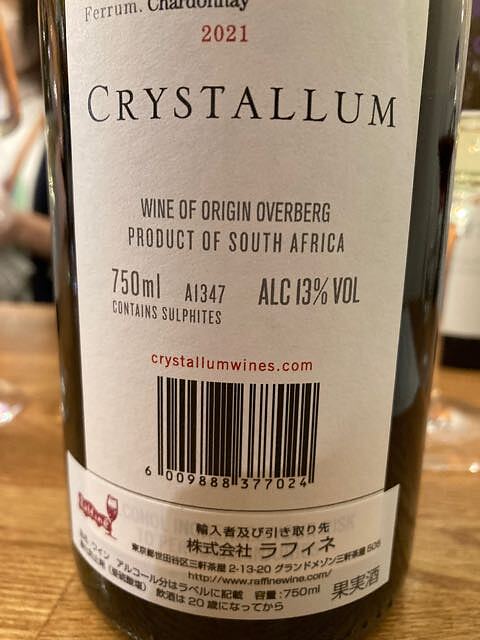 Ferrum. Chardonnay
2021
CRYSTALLUM
WINE OF ORIGIN OVERBERG
PRODUCT OF SOUTH AFRICA
750ml A1347 ALC 13% VOL
CONTAINS SULPHITES
crystallumwines.com
6 009888 377024
輸入者及び引き取り先
株式会社 ラフィネ
東京都世田谷区三軒茶屋 2-13-20 グランドメゾン三軒茶屋 506
http://www.raffinewine.com/
ワイン アルコール分はラベルに記載 容量:750ml
飲酒は20歳になってから
果実酒